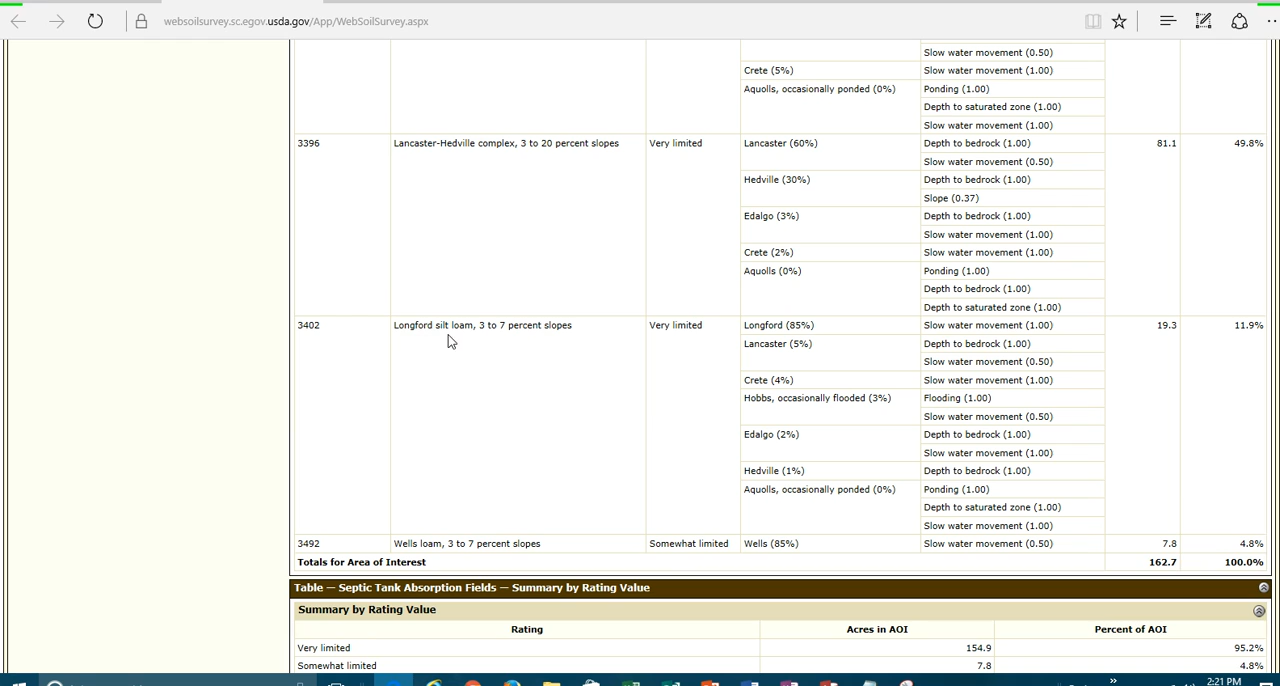 websoilsurvey.sc.egov.usda.gov/App/WebSoilSurvey.aspx
Slow water movement (0.50)
Crete (5%) Slow water movement (1.00)
Aquolls, occasionally ponded (0%) Ponding (1.00)
Depth to saturated zone (1.00)
Slow water movement (1.00)
3396 Lancaster-Hedville complex, 3 to 20 percent slopes Very limited Lancaster (60%) Depth to bedrock (1.00) 81.1 49.8%
Slow water movement (0.50)
Hedville (30%) Depth to bedrock (1.00)
Slope (0.37)
Edalgo (3%) Depth to bedrock (1.00)
Slow water movement (1.00)
Crete (2%) Slow water movement (1.00)
Aquolls (0%) Ponding (1.00)
Depth to bedrock (1.00)
Depth to saturated zone (1.00)
3402 Longford silt loam, 3 to 7 percent slopes Very limited Longford (85%) Slow water movement (1.00) 19.3 11.9%
Lancaster (5%) Depth to bedrock (1.00)
Slow water movement (0.50)
Crete (4%) Slow water movement (1.00)
Hobbs, occasionally flooded (3%) Flooding (1.00)
Slow water movement (0.50)
Edalgo (2%) Depth to bedrock (1.00)
Slow water movement (1.00)
Hedville (1%) Depth to bedrock (1.00)
Aquolls, occasionally ponded (0%) Ponding (1.00)
Depth to saturated zone (1.00)
Slow water movement (1.00)
3492 Wells loam, 3 to 7 percent slopes Somewhat limited Wells (85%) Slow water movement (0.50) 7.8 4.8%
Totals for Area of Interest 162.7 100.0%
Table — Septic Tank Absorption Fields — Summary by Rating Value
Summary by Rating Value
Rating Acres in AOI Percent of AOI
Very limited 154.9 95.2%
Somewhat limited 7.8 4.8%
2:21 PM